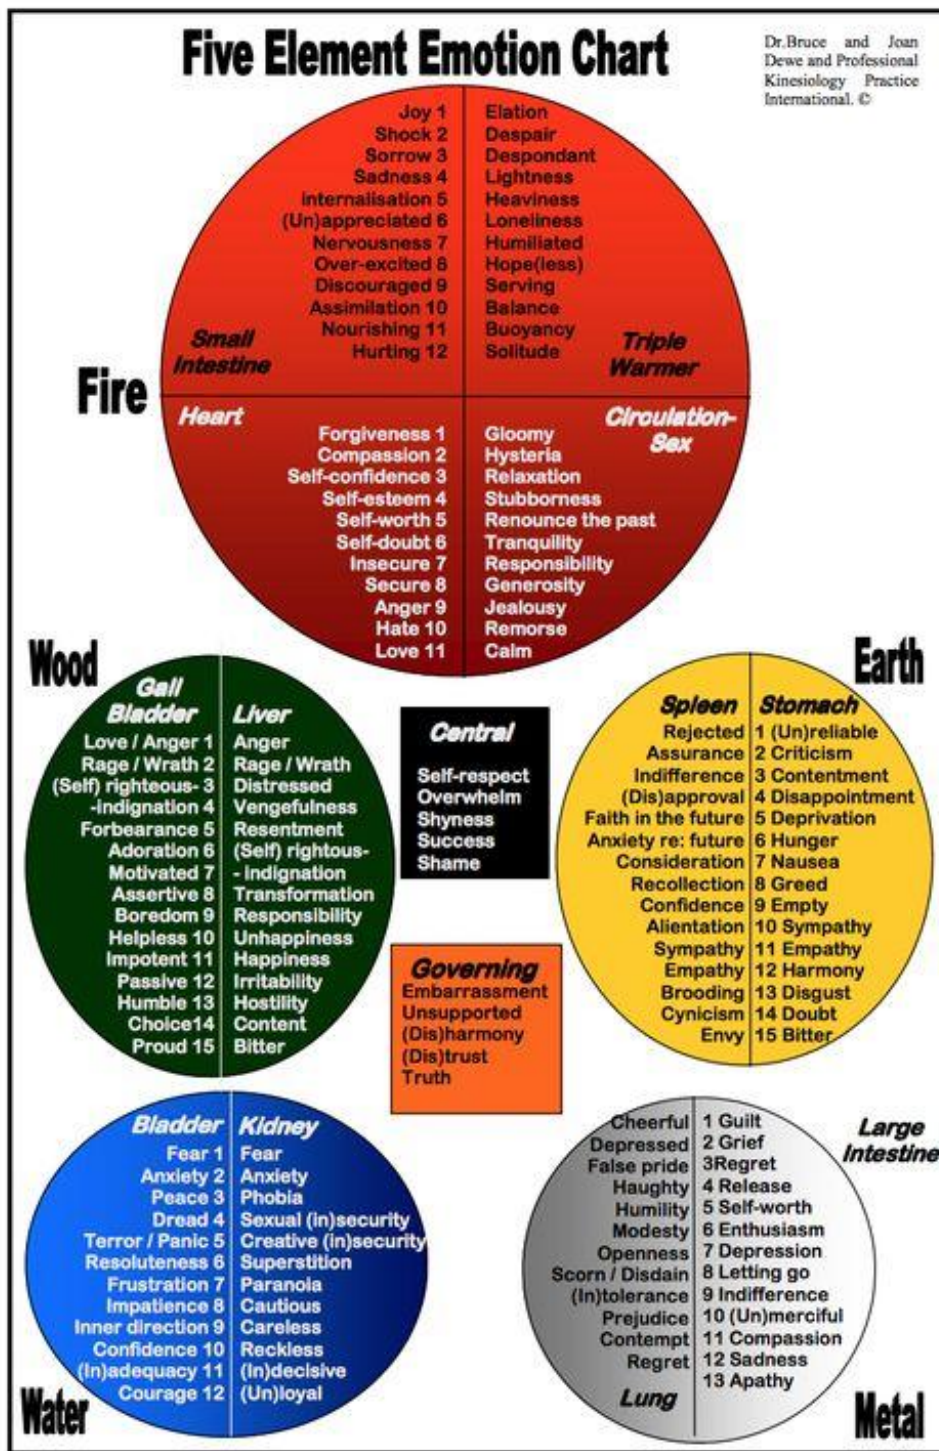 Five Element Emotion Chart
Dr.Bruce and Joan
Dewe and Professional
Kinesiology Practice
International. ©
Fire
Small
Intestine
Joy 1
Shock 2
Sorrow 3
Sadness 4
internalisation 5
(Un)appreciated 6
Nervousness 7
Over-excited 8
Discouraged 9
Assimilation 10
Nourishing 11
Hurting 12
Elation
Despair
Despondant
Lightness
Heaviness
Loneliness
Humiliated
Hope(less)
Serving
Balance
Buoyancy
Solitude
Triple
Warmer
Heart
Forgiveness 1
Compassion 2
Self-confidence 3
Self-esteem 4
Self-worth 5
Self-doubt 6
Insecure 7
Secure 8
Anger 9
Hate 10
Love 11
Circulation-
Sex
Gloomy
Hysteria
Relaxation
Stubborness
Renounce the past
Tranquility
Responsibility
Generosity
Jealousy
Remorse
Calm
Wood
Gall
Bladder
Love / Anger 1
Rage / Wrath 2
(Self) righteous- 3
-indignation 4
Forbearance 5
Adoration 6
Motivated 7
Assertive 8
Boredom 9
Helpless 10
Impotent 11
Passive 12
Humble 13
Choice14
Proud 15
Liver
Anger
Rage / Wrath
Distressed
Vengefulness
Resentment
(Self) rightous-
- Indignation
Transformation
Responsibility
Unhappiness
Happiness
Irritability
Hostility
Content
Bitter
Central
Self-respect
Overwhelm
Shyness
Success
Shame
Governing
Embarrassment
Unsupported
(Dis)harmony
(Dis)trust
Truth
Earth
Spleen
Rejected
Assurance
Indifference
(Dis)approval
Faith in the future
Anxiety re: future
Consideration
Recollection
Confidence
Alientation
Sympathy
Empathy
Brooding
Cynicism
Envy
Stomach
1 (Un)reliable
2 Criticism
3 Contentment
4 Disappointment
5 Deprivation
6 Hunger
7 Nausea
8 Greed
9 Empty
10 Sympathy
11 Empathy
12 Harmony
13 Disgust
14 Doubt
15 Bitter
Bladder
Fear 1
Anxiety 2
Peace 3
Dread 4
Terror / Panic 5
Resoluteness 6
Frustration 7
Impatience 8
Inner direction 9
Confidence 10
(In)adequacy 11
Courage 12
Kidney
Fear
Anxiety
Phobia
Sexual (in)security
Creative (in)security
Superstition
Paranoia
Cautious
Careless
Reckless
(In)decisive
(Un)loyal
Water
Cheerful
Depressed
False pride
Haughty
Humility
Modesty
Openness
Scorn / Disdain
(In)tolerance
Prejudice
Contempt
Regret
Lung
Large
Intestine
1 Guilt
2 Grief
3Regret
4 Release
5 Self-worth
6 Enthusiasm
7 Depression
8 Letting go
9 Indifference
10 (Un)merciful
11 Compassion
12 Sadness
13 Apathy
Metal